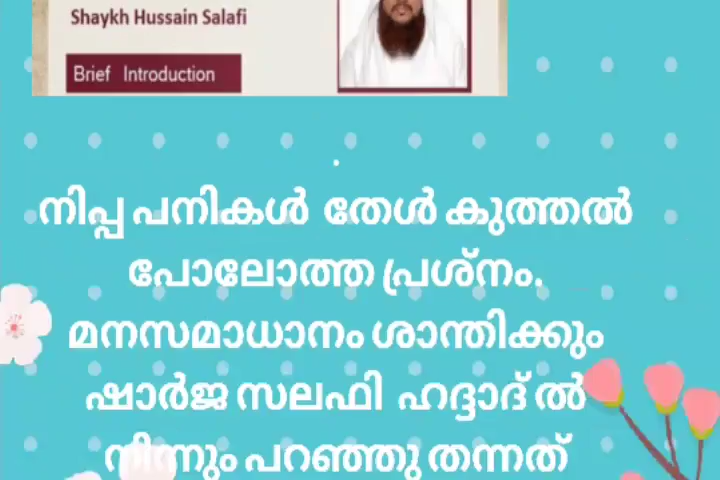 Shaykh Hussain Salafi
Brief Introduction
.
നിപ്പ പനികൾ തേൾ കുത്തൽ
പോലോത്ത പ്രശ്നം.
മനസമാധാനം ശാന്തിക്കും
ഷാർജ സലഫി ഹദ്ദാദ് ൽ
നിന്നും പറഞ്ഞു തന്നത്